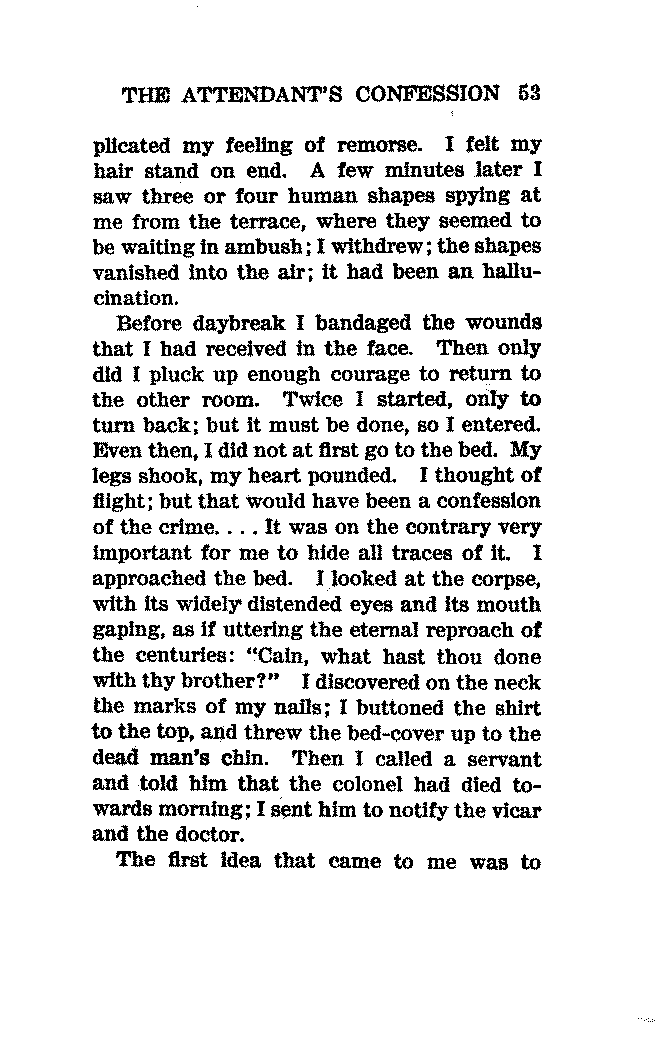 THE ATTENDANT'S CONFESSION 53
plicated my feeling of remorse. I felt my
hair stand on end. A few minutes later I
saw three or four human shapes spying at
me from the terrace, where they seemed to
be waiting in ambush; I withdrew; the shapes
vanished into the air; it had been an hallu-
cination.
Before daybreak I bandaged the wounds
that I had received in the face. Then only
did I pluck up enough courage to return to
the other room. Twice I started, only to
turn back; but it must be done, so I entered.
Even then, I did not at first go to the bed. My
legs shook, my heart pounded. I thought of
flight; but that would have been a confession
of the crime. . . . It was on the contrary very
important for me to hide all traces of it. I
approached the bed. I looked at the corpse,
with its widely distended eyes and its mouth
gaping, as if uttering the eternal reproach of
the centuries: "Cain, what hast thou done
with thy brother?" I discovered on the neck
the marks of my nails; I buttoned the shirt
to the top, and threw the bed-cover up to the
dead man's chin. Then I called a servant
and told him that the colonel had died to-
wards morning; I sent him to notify the vicar
and the doctor.
The first idea that came to me was to